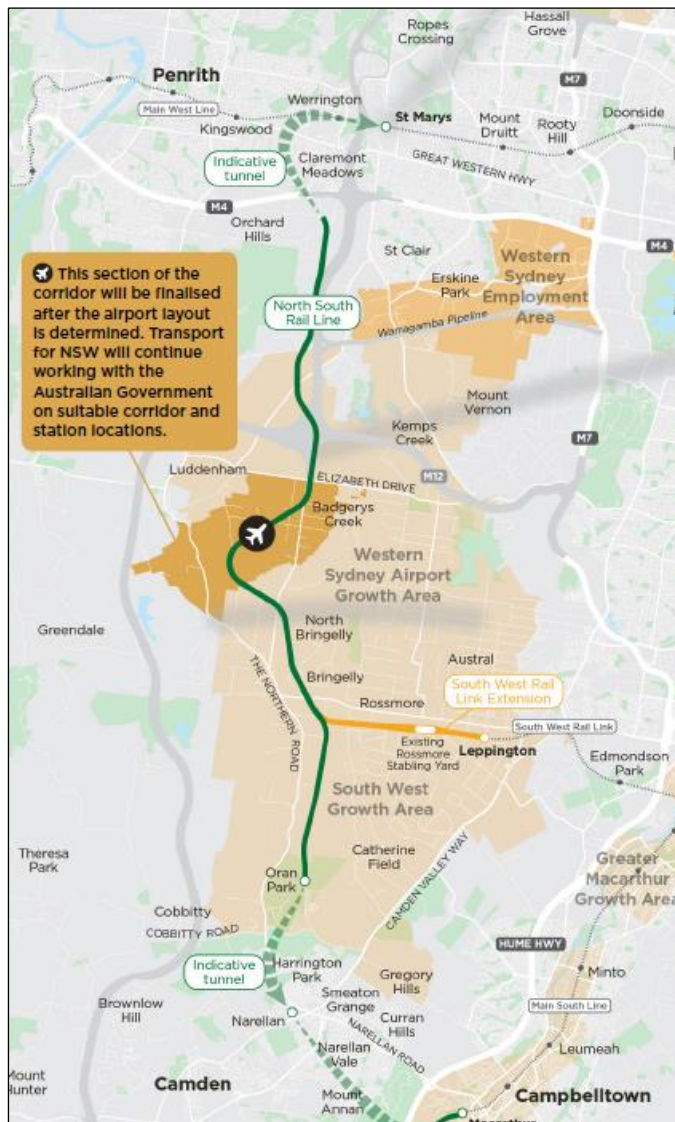 Ropes
Crossing
Hassall
Grove
Penrith
M7
Main West Line
Werrington
St Marys
Kingswood
Mount
Druitt
Rooty
Hill
Doonside
Indicative
tunnel
Claremont
Meadows
GREAT WESTERN HWY
M4
Orchard
Hills
St Clair
M4
Western
Sydney
Employment
Area
Erskine
Park
This section of the
corridor will be finalised
after the airport layout
is determined. Transport
for NSW will continue
working with the
Australian Government
on suitable corridor and
station locations.
North South
Rail Line
Warragamba Pipeline
Mount
Vernon
Kemps
Creek
M7
Luddenham
M12
ELIZABETH DRIVE
Badgerys
Creek
Western
Sydney Airport
Growth Area
Greendale
North
Bringelly
THE NORTHERN ROAD
Bringelly
Austral
Rossmore
South West Rail
Link Extension
South West Rail Link
Existing
Rossmore
Stabling Yard
Leppington
Edmondson
Park
South West
Growth Area
Theresa
Park
Catherine
Field
CAMDEN VALLEY WAY
Oran
Park
Greater
Macarthur
Growth Area
Cobbitty
COBBITTY ROAD
HUME HWY
Indicative
tunnel
Harrington
Park
Gregory
Hills
Minto
Brownlow
Hill
Smeaton
Grange
Curran
Hills
Main South Line
Narellan
NARELLAN ROAD
Narellan
Vale
Leumeah
Mount
Hunter
Camden
Mount
Annan
Campbelltown